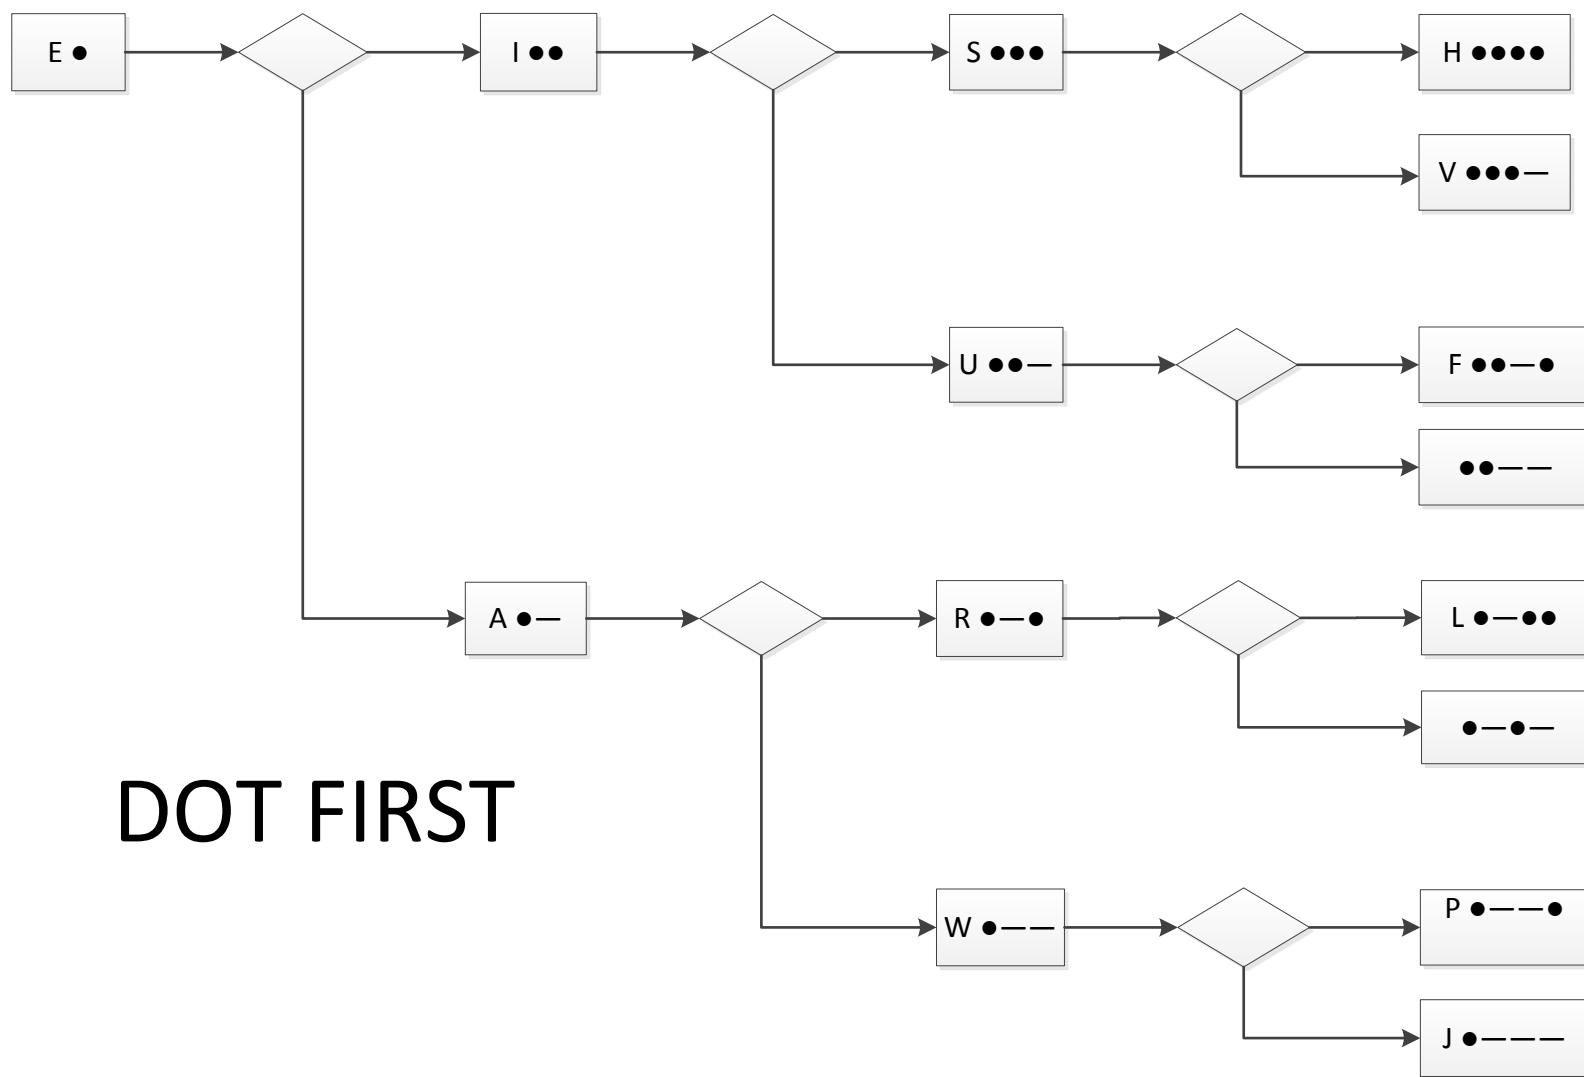 E ●
I ●●
S ●●●
H ●●●●
V ●●●—
U ●●—
F ●●—●
●●——
A ●—
R ●—●
L ●—●●
●—●—
DOT FIRST
W ●——
P ●——●
J ●———